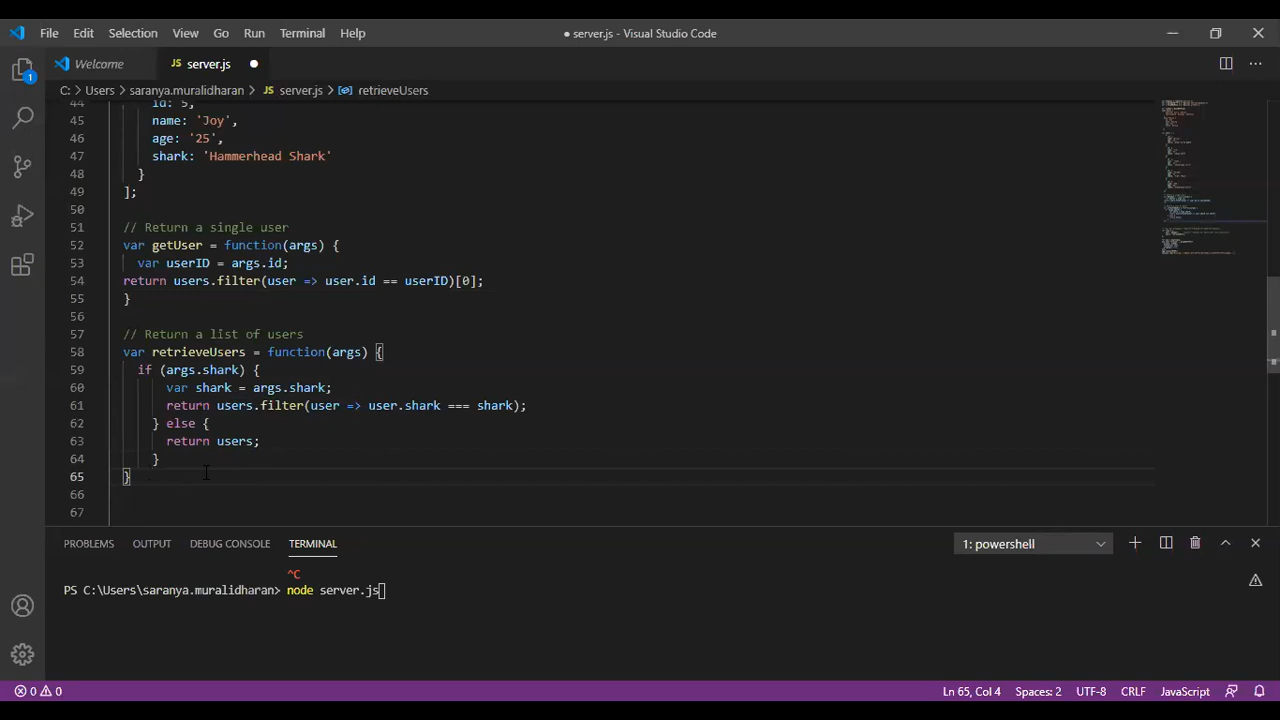 File Edit Selection View Go Run Terminal Help ● server.js - Visual Studio Code
Welcome JS server.js ●
C: > Users > saranya.muralidharan > JS server.js > retrieveUsers
1
44 id: 5,
45 name: 'Joy',
46 age: '25',
47 shark: 'Hammerhead Shark'
48 }
49 ];
50
51 // Return a single user
52 var getUser = function(args) {
53 var userID = args.id;
54 return users.filter(user => user.id == userID)[0];
55 }
56
57 // Return a list of users
58 var retrieveUsers = function(args) {
59 if (args.shark) {
60 var shark = args.shark;
61 return users.filter(user => user.shark === shark);
62 } else {
63 return users;
64 }
65 }
66
67
PROBLEMS OUTPUT DEBUG CONSOLE TERMINAL 1: powershell
^C
PS C:\Users\saranya.muralidharan> node server.js
0 0 Ln 65, Col 4 Spaces: 2 UTF-8 CRLF JavaScript